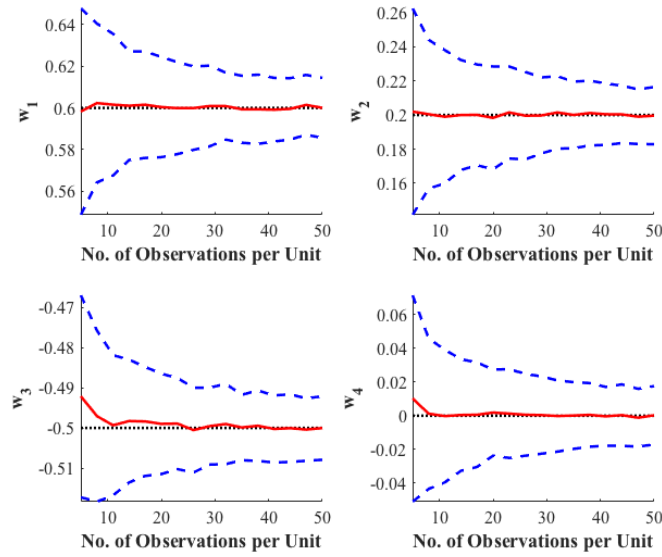 0.64
0.62
0.6
0.58
0.56
w1
10 20 30 40 50
No. of Observations per Unit
0.26
0.24
0.22
0.2
0.18
0.16
w2
10 20 30 40 50
No. of Observations per Unit
-0.47
-0.48
-0.49
-0.5
-0.51
w3
10 20 30 40 50
No. of Observations per Unit
0.06
0.04
0.02
0
-0.02
-0.04
w4
10 20 30 40 50
No. of Observations per Unit